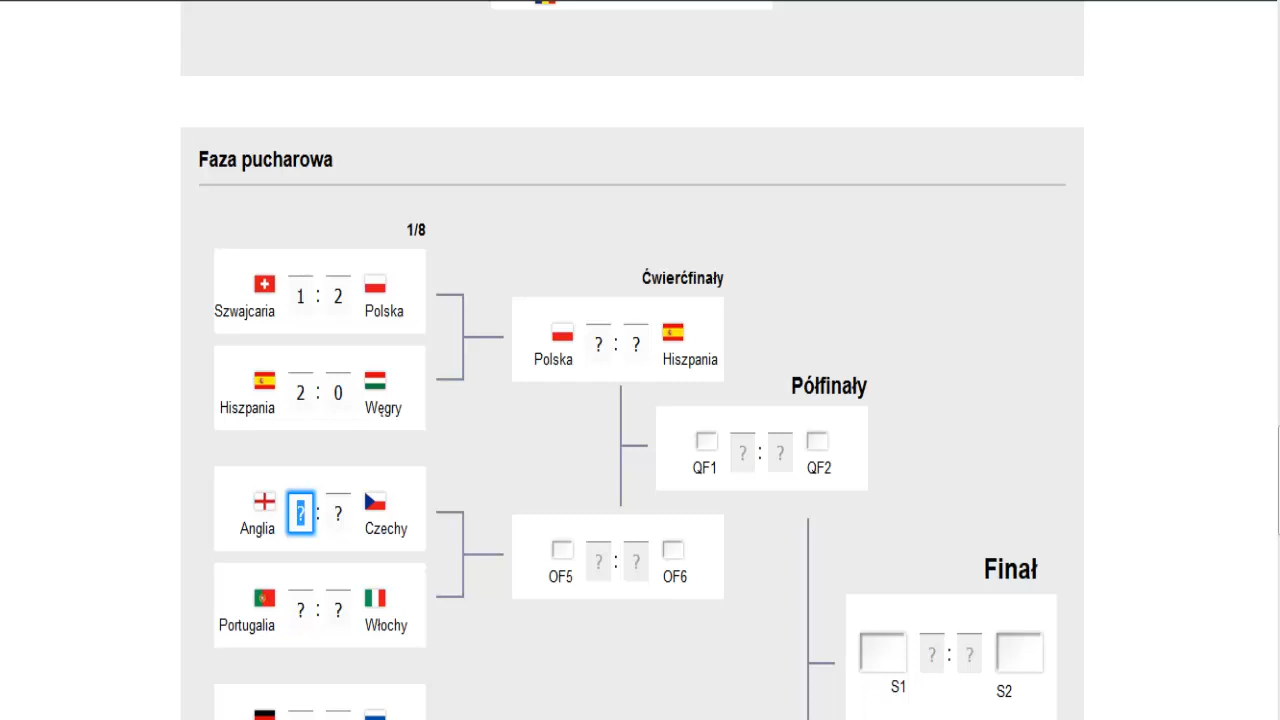 Faza pucharowa
1/8
Szwajcaria 1 : 2 Polska
Ćwierćfinały
Polska ? : ? Hiszpania
Hiszpania 2 : 0 Węgry
Półfinały
QF1 ? : ? QF2
Anglia ? : ? Czechy
OF5 ? : ? OF6
Finał
Portugalia ? : ? Włochy
S1 ? : ? S2